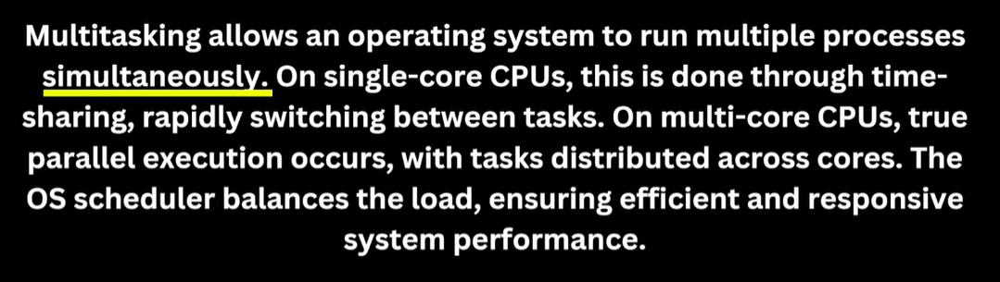 Multitasking allows an operating system to run multiple processes
simultaneously. On single-core CPUs, this is done through time-
sharing, rapidly switching between tasks. On multi-core CPUs, true
parallel execution occurs, with tasks distributed across cores. The
OS scheduler balances the load, ensuring efficient and responsive
system performance.